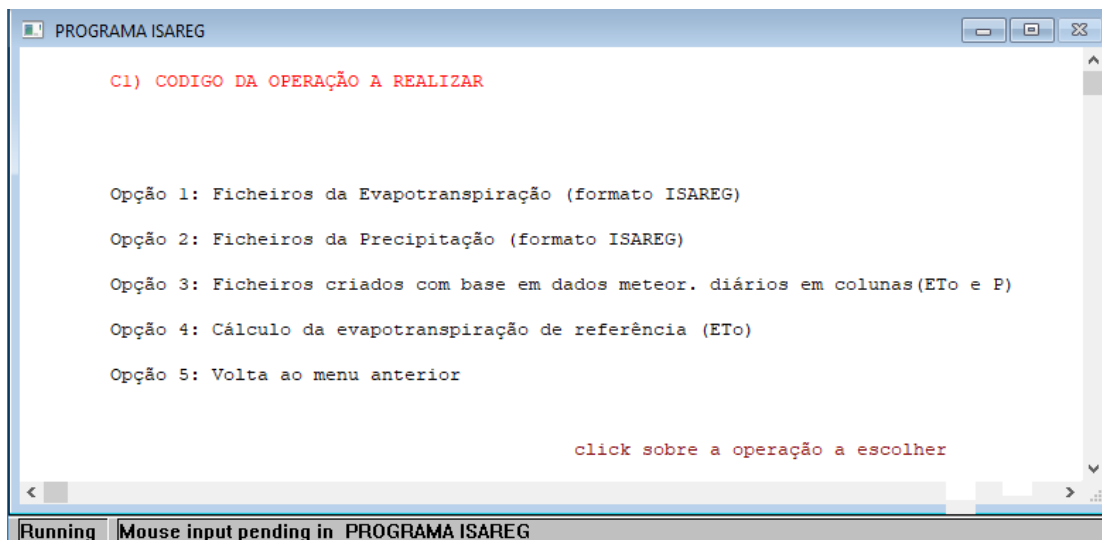 PROGRAMA ISAREG
C1) CODIGO DA OPERAÇÃO A REALIZAR
Opção 1: Ficheiros da Evapotranspiração (formato ISAREG)
Opção 2: Ficheiros da Precipitação (formato ISAREG)
Opção 3: Ficheiros criados com base em dados meteor. diários em colunas(ETo e P)
Opção 4: Cálculo da evapotranspiração de referência (ETo)
Opção 5: Volta ao menu anterior
click sobre a operação a escolher
Running Mouse input pending in PROGRAMA ISAREG